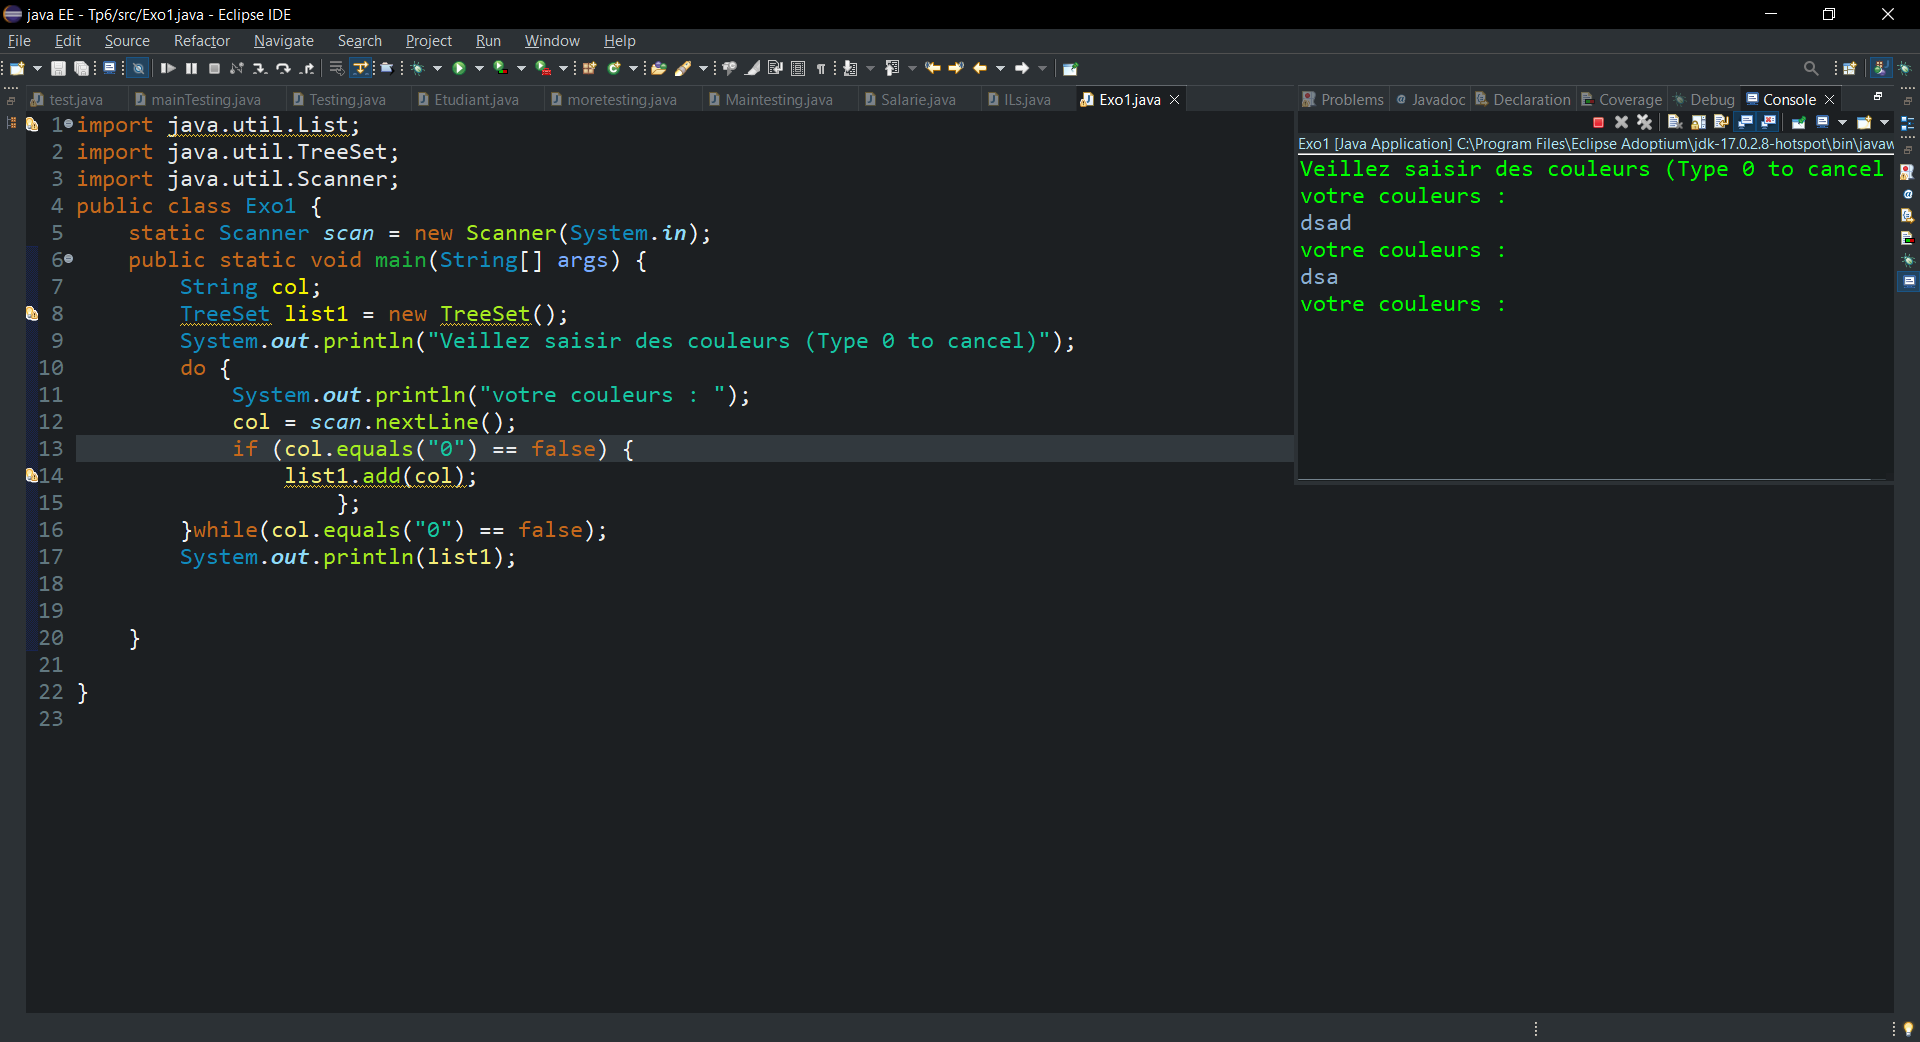 java EE - Tp6/src/Exo1.java - Eclipse IDE
File Edit Source Refactor Navigate Search Project Run Window Help
test.java mainTesting.java Testing.java Etudiant.java moretesting.java Maintesting.java Salarie.java ILs.java Exo1.java
1 import java.util.List;
2 import java.util.TreeSet;
3 import java.util.Scanner;
4 public class Exo1 {
5 static Scanner scan = new Scanner(System.in);
6 public static void main(String[] args) {
7 String col;
8 TreeSet list1 = new TreeSet();
9 System.out.println("Veillez saisir des couleurs (Type 0 to cancel)");
10 do {
11 System.out.println("votre couleurs : ");
12 col = scan.nextLine();
13 if (col.equals("0") == false) {
14 list1.add(col);
15 };
16 }while(col.equals("0") == false);
17 System.out.println(list1);
18
19
20 }
21
22 }
23
Problems Javadoc Declaration Coverage Debug Console
Exo1 [Java Application] C:\Program Files\Eclipse Adoptium\jdk-17.0.2.8-hotspot\bin\javaw
Veillez saisir des couleurs (Type 0 to cancel
votre couleurs :
dsad
votre couleurs :
dsa
votre couleurs :